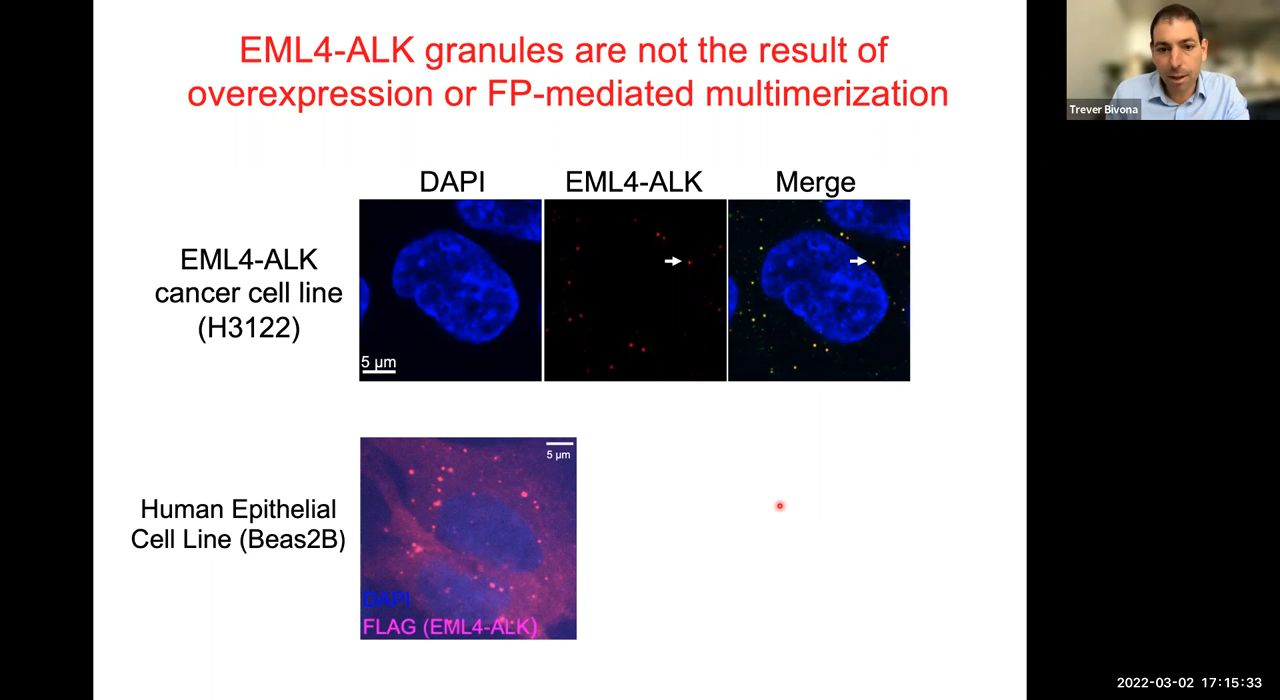 EML4-ALK granules are not the result of
overexpression or FP-mediated multimerization
Trever Bivona
DAPI EML4-ALK Merge
EML4-ALK
cancer cell line
(H3122)
5 μm
5 μm
Human Epithelial
Cell Line (Beas2B)
DAPI
FLAG (EML4-ALK)
2022-03-02 17:15:33